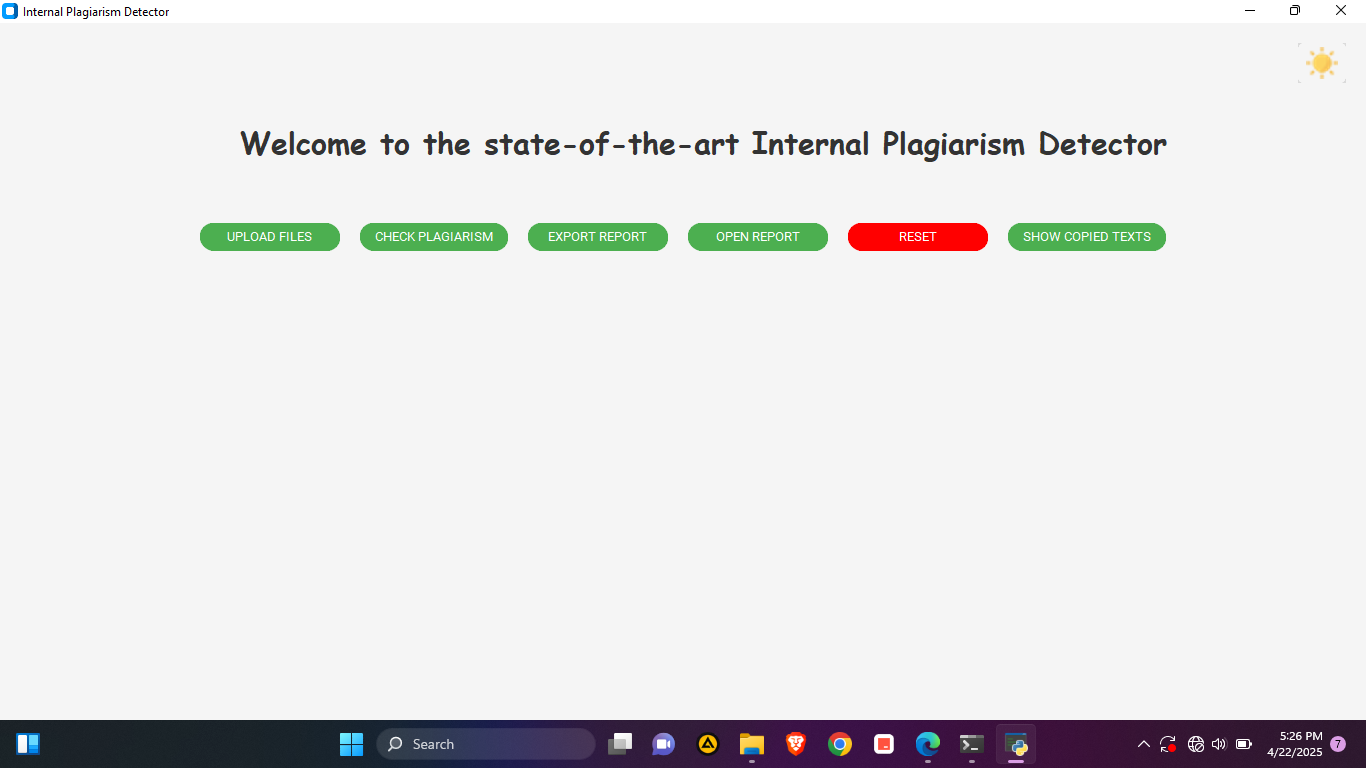 Internal Plagiarism Detector
Welcome to the state-of-the-art Internal Plagiarism Detector
UPLOAD FILES CHECK PLAGIARISM EXPORT REPORT OPEN REPORT RESET SHOW COPIED TEXTS
Search
5:26 PM
4/22/2025
7